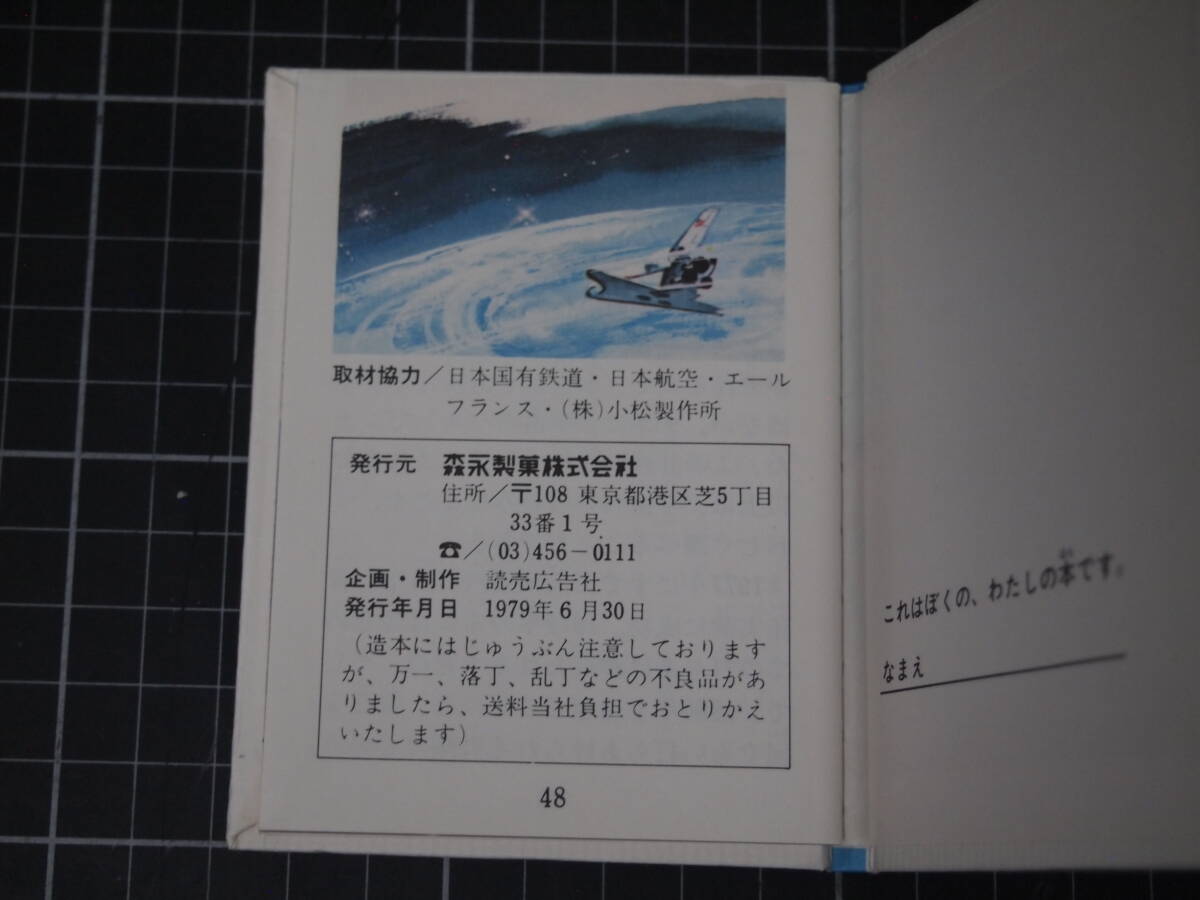 取材協力／日本国有鉄道・日本航空・エール
フランス・(株)小松製作所
発行元 森永製菓株式会社
住所／〒108 東京都港区芝5丁目
33番1号
☎／(03)456－0111
企画・制作 読売広告社
発行年月日 1979年6月30日
(造本にはじゅうぶん注意しております
が、万一、落丁、乱丁などの不良品があ
りましたら、送料当社負担でおとりかえ
いたします)
48
これはぼくの、わたしの本です。
なまえ